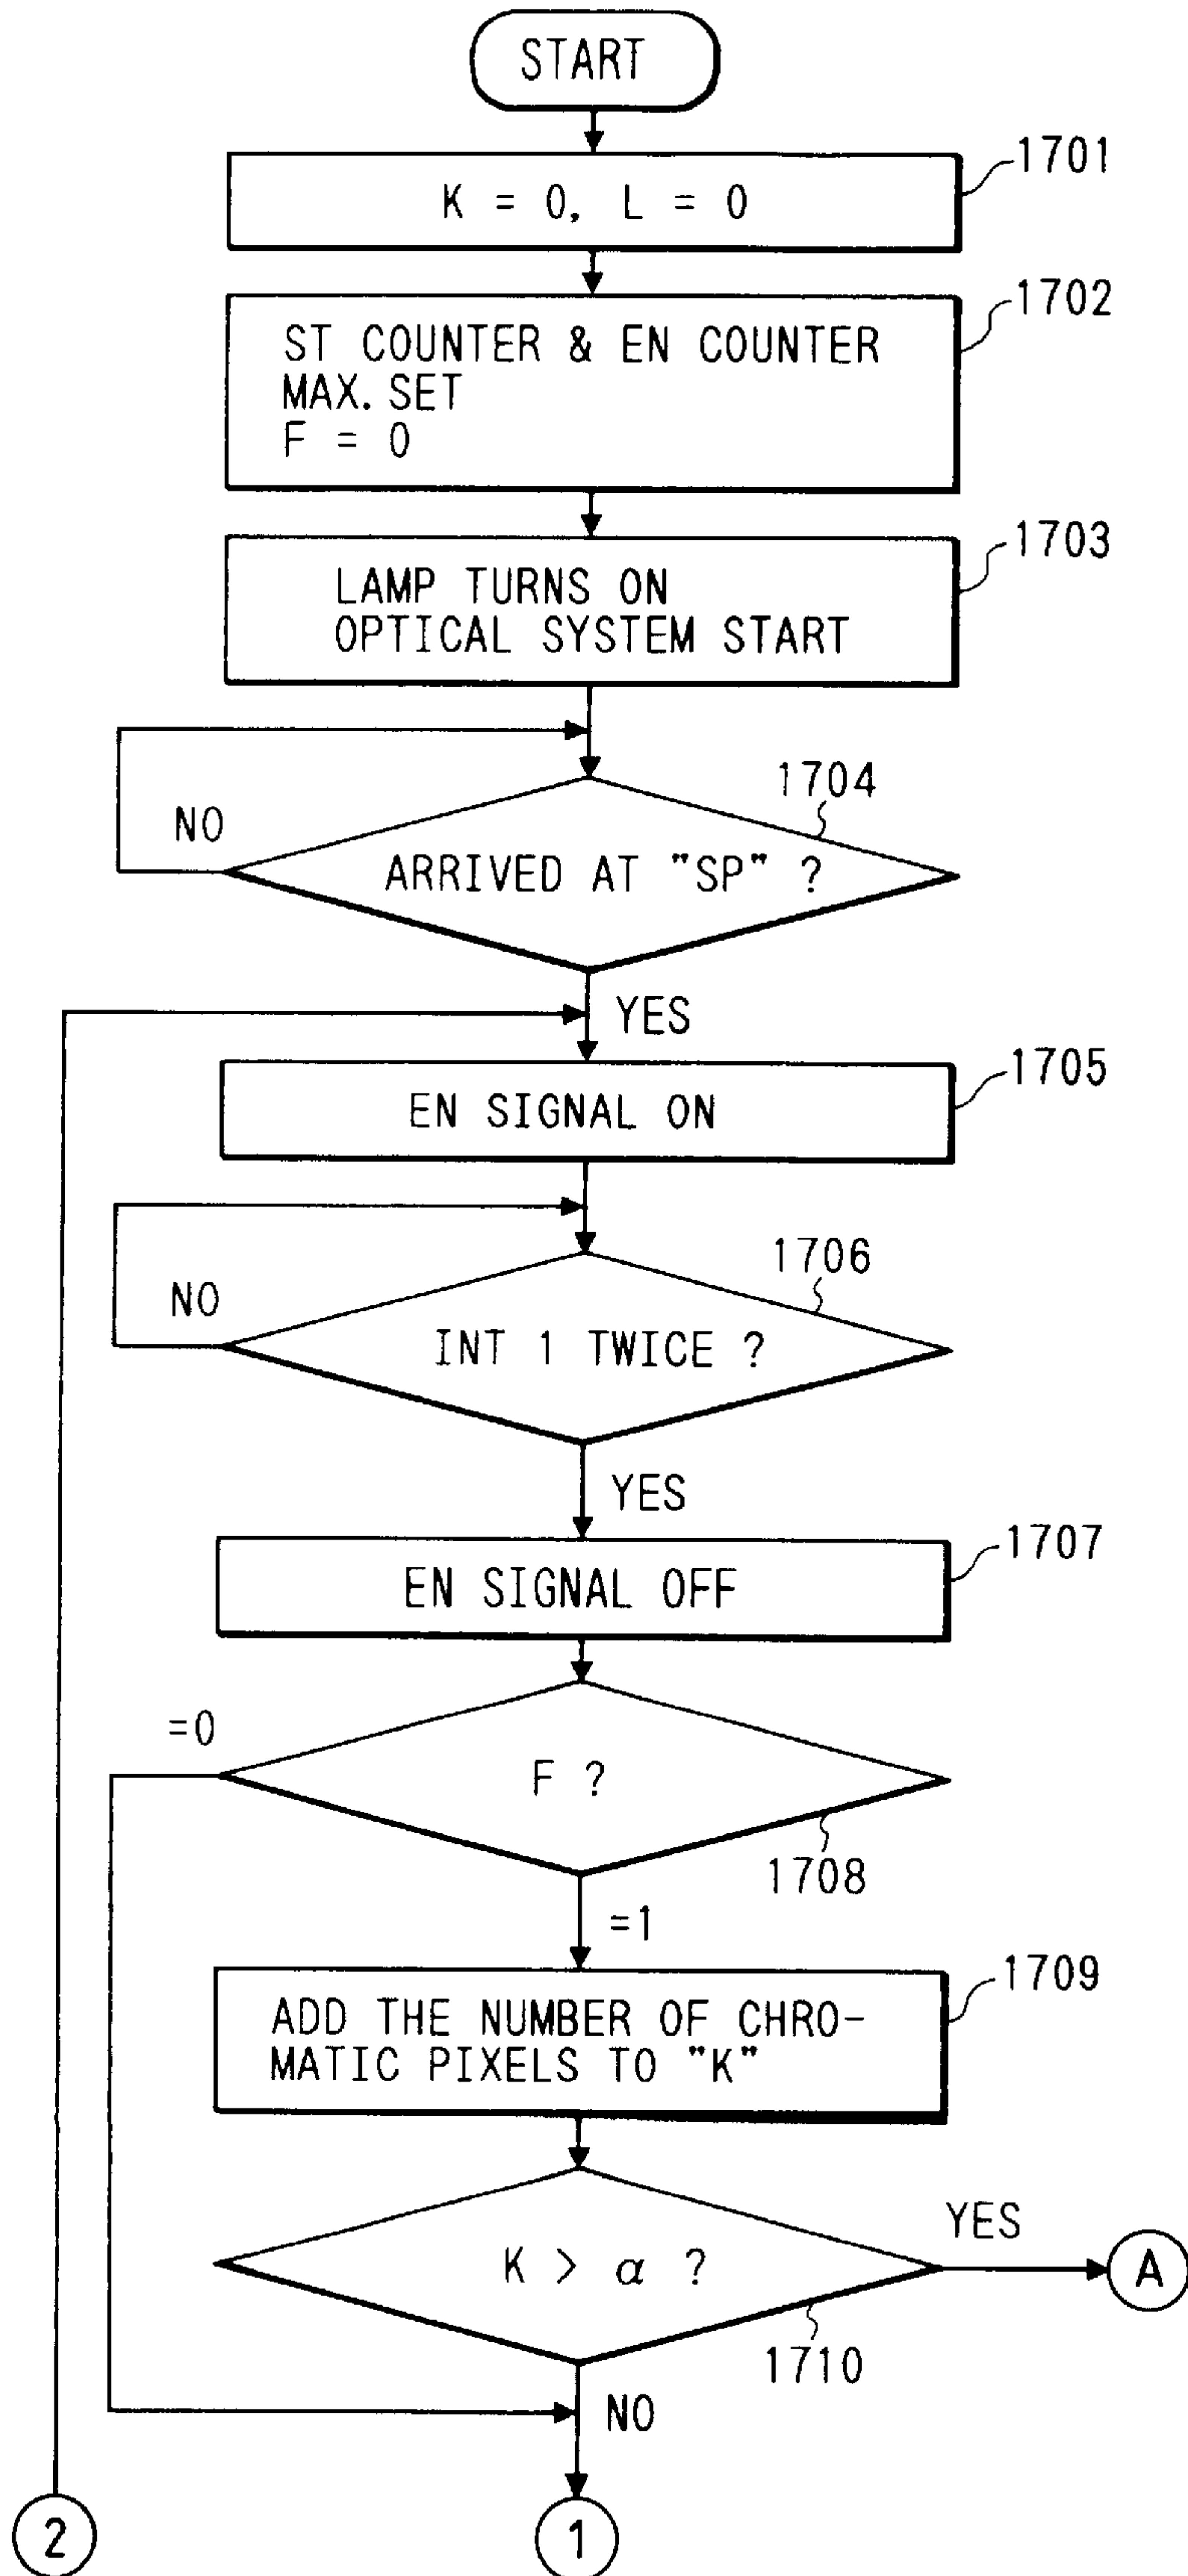 START
1701
K = 0, L = 0
1702
ST COUNTER & EN COUNTER
MAX. SET
F = 0
1703
LAMP TURNS ON
OPTICAL SYSTEM START
1704
NO
ARRIVED AT "SP" ?
YES
1705
EN SIGNAL ON
1706
NO
INT 1 TWICE ?
YES
1707
EN SIGNAL OFF
=0
F ?
1708
=1
1709
ADD THE NUMBER OF CHRO-
MATIC PIXELS TO "K"
YES
K > α ?
A
1710
NO
2
1